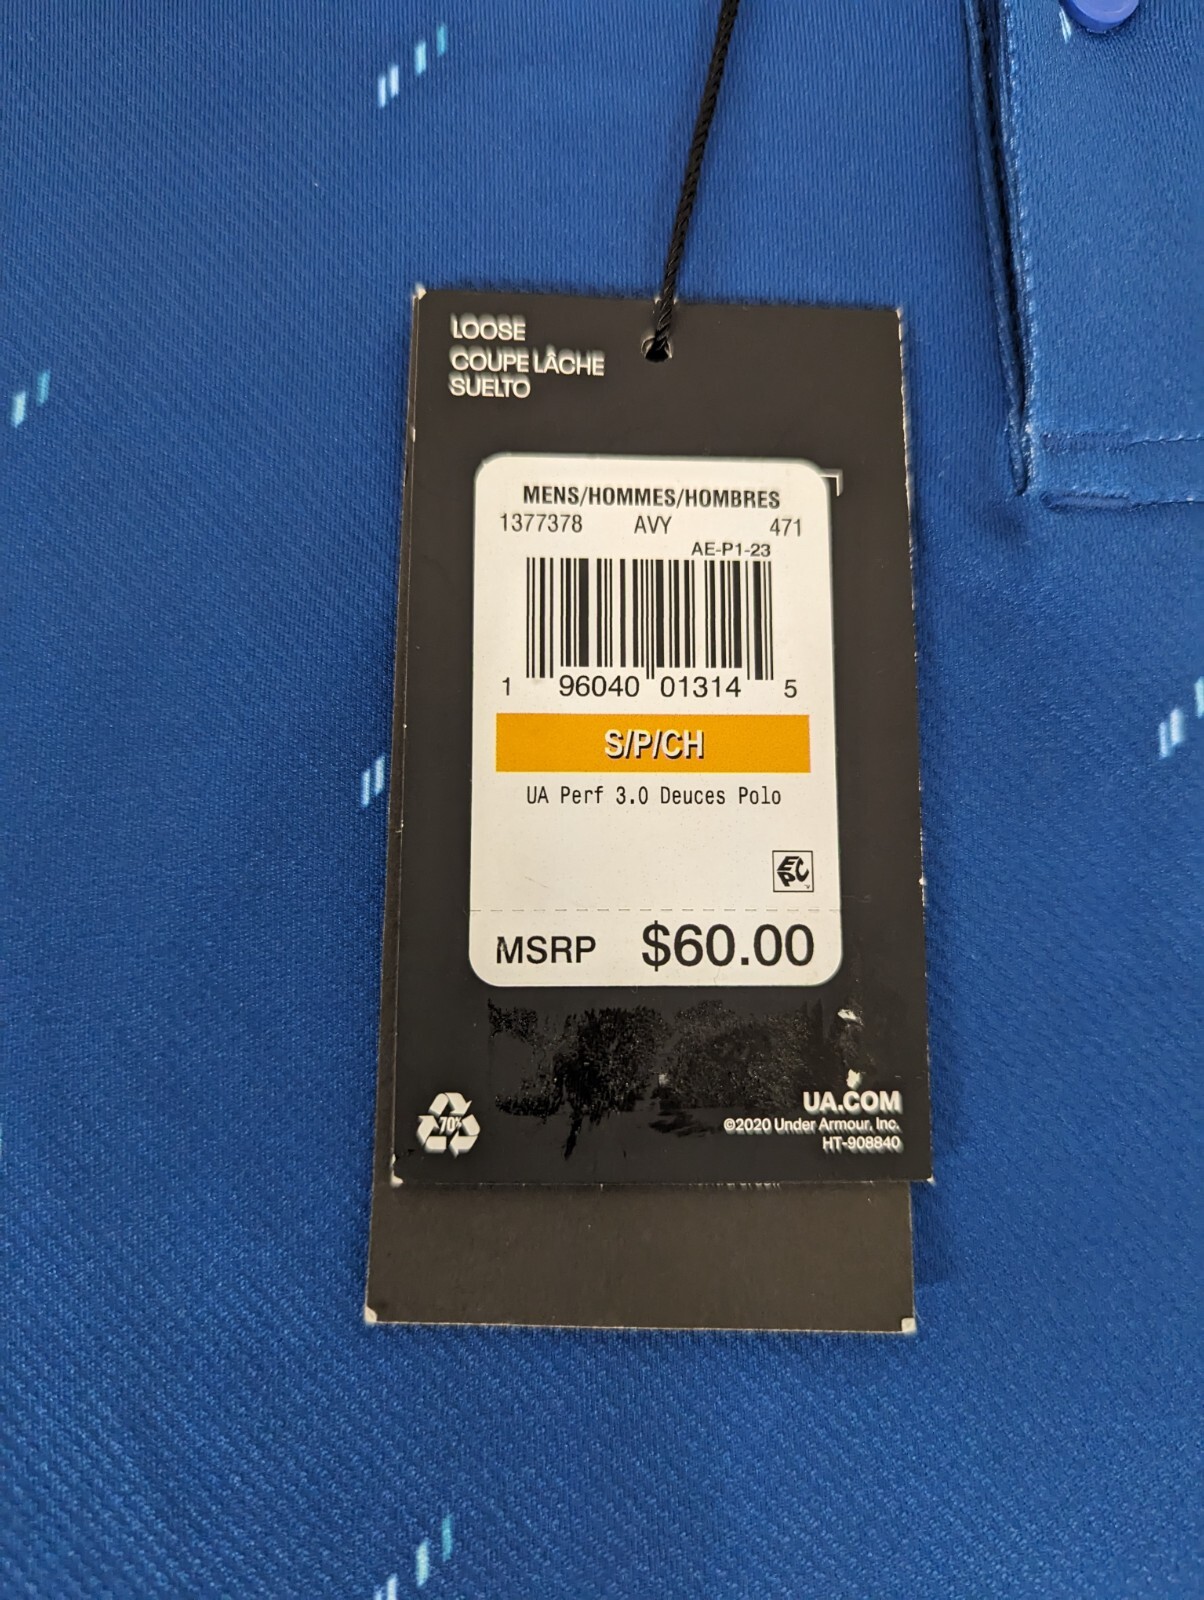 LOOSE
COUPE LÂCHE
SUELTO
MENS/HOMMES/HOMBRES
1377378 AVY 471
AE-P1-23
1 96040 01314 5
S/P/CH
UA Perf 3.0 Deuces Polo
EPC
MSRP $60.00
70%
UA.COM
©2020 Under Armour, Inc.
HT-908840